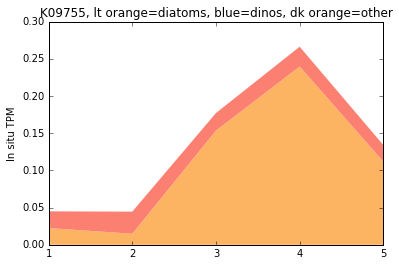 K09755, lt orange=diatoms, blue=dinos, dk orange=other
0.30
0.25
0.20
0.15
0.10
0.05
0.00
In situ TPM
1 2 3 4 5